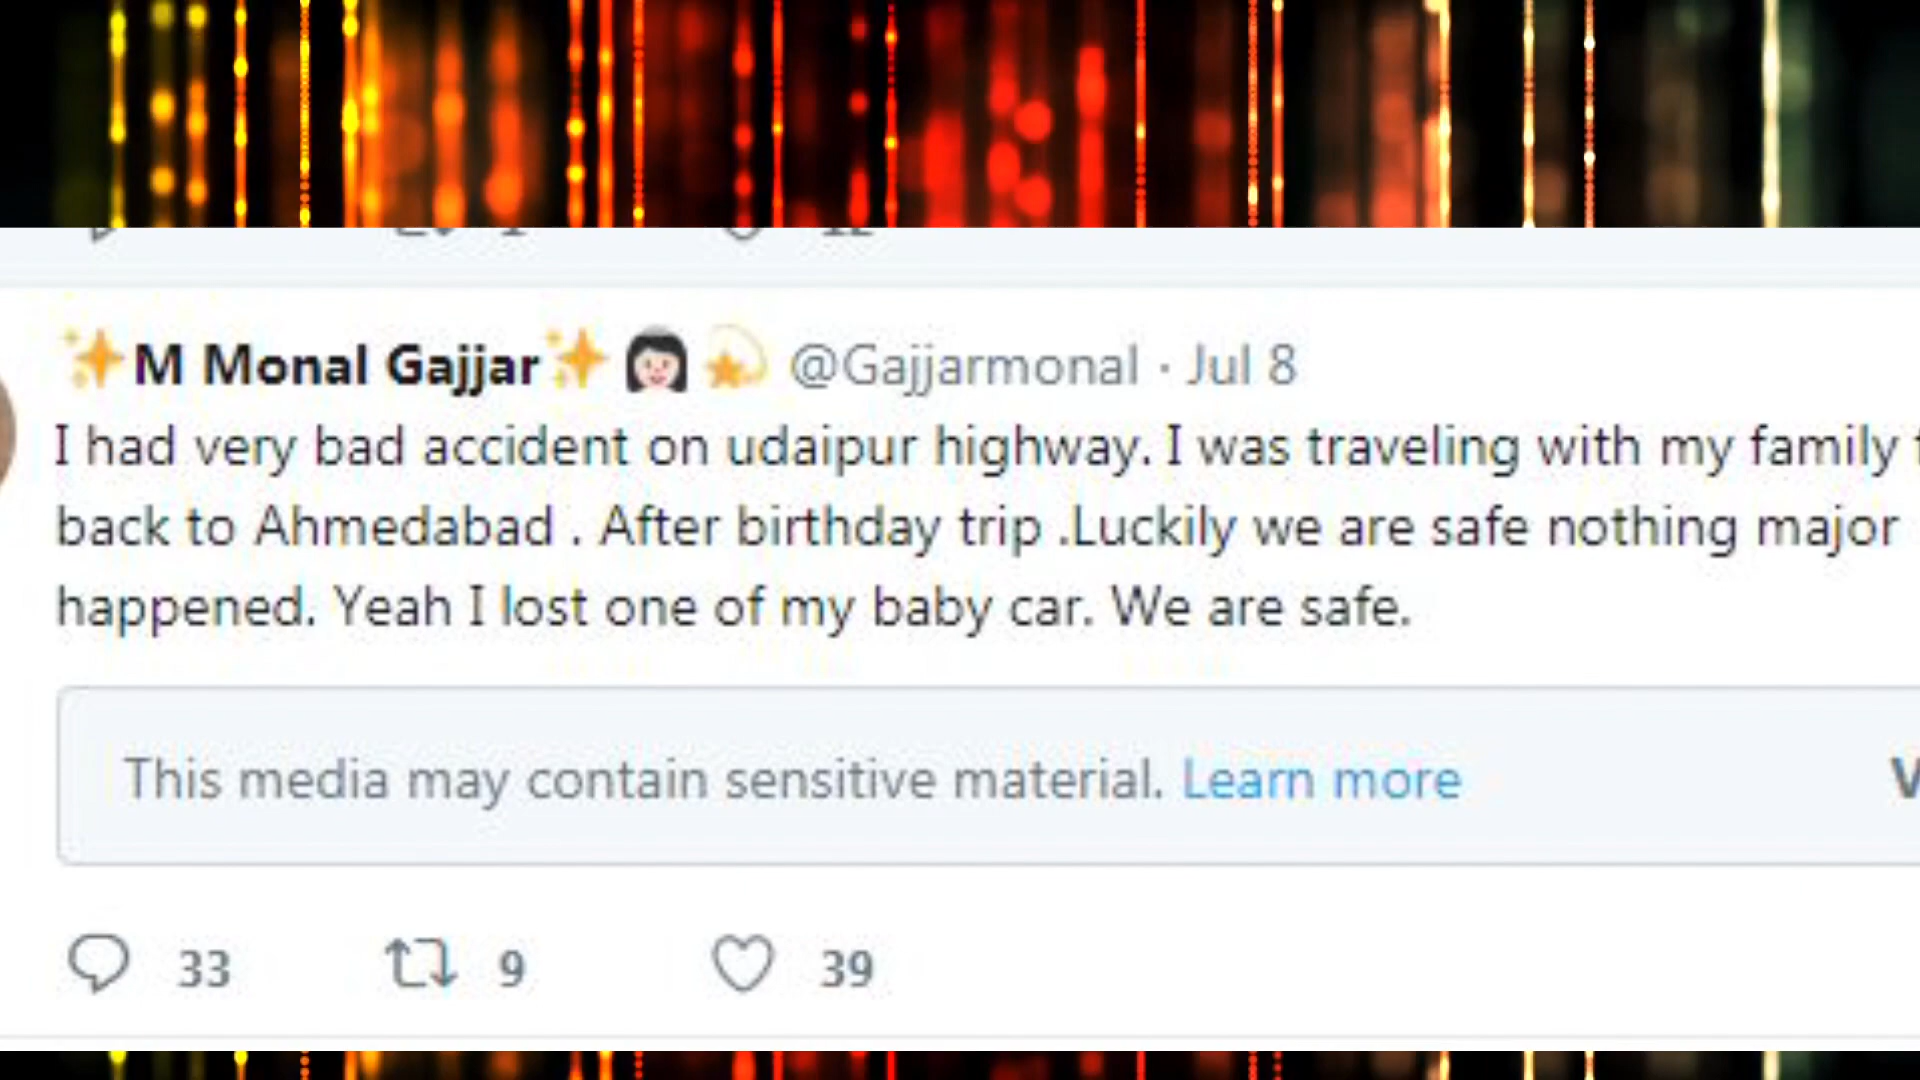 ✨M Monal Gajjar✨👩🏻💫 @Gajjarmonal · Jul 8
I had very bad accident on udaipur highway. I was traveling with my family
back to Ahmedabad . After birthday trip .Luckily we are safe nothing major
happened. Yeah I lost one of my baby car. We are safe.
This media may contain sensitive material. Learn more
33 9 39